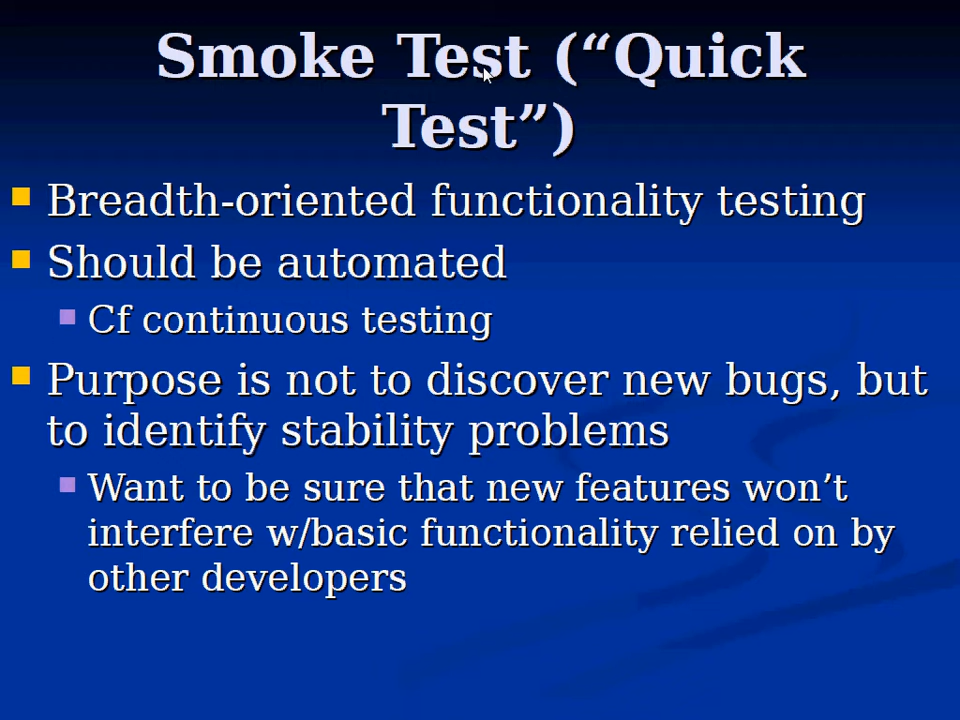 Smoke Test (“Quick
Test”)
Breadth-oriented functionality testing
Should be automated
Cf continuous testing
Purpose is not to discover new bugs, but
to identify stability problems
Want to be sure that new features won’t
interfere w/basic functionality relied on by
other developers